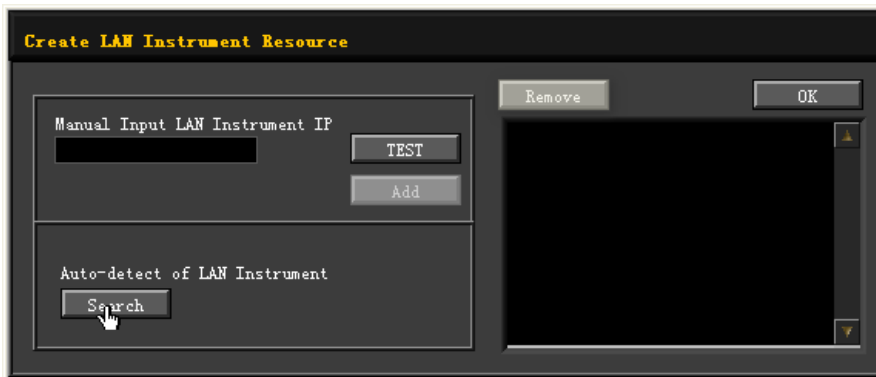 Create LAN Instrument Resource
Remove
OK
Manual Input LAN Instrument IP
TEST
Add
Auto-detect of LAN Instrument
Search